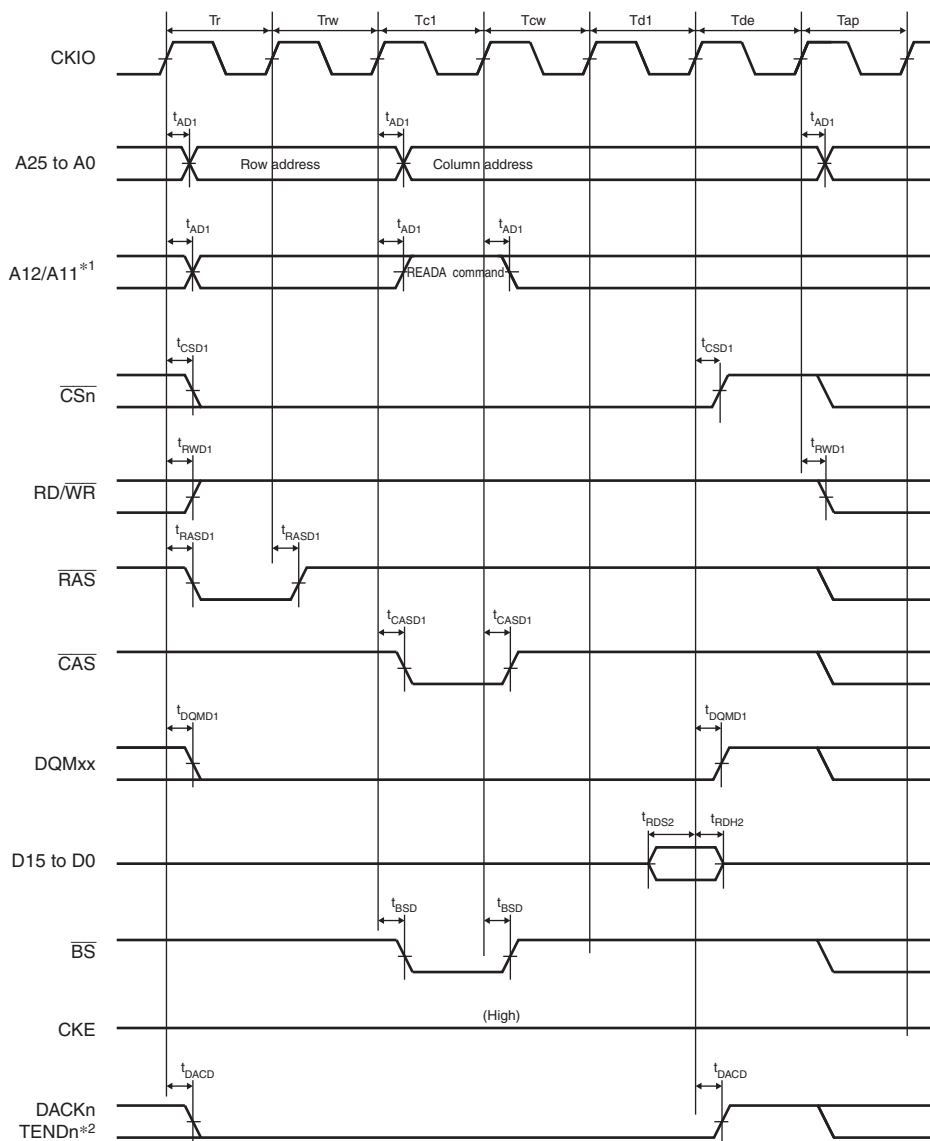 Tr Trw Tc1 Tcw Td1 Tde Tap
CKIO
tAD1 tAD1 tAD1
A25 to A0 Row address Column address
tAD1 tAD1 tAD1
A12/A11*1 READA command
tCSD1 tCSD1
CSn
tRWD1 tRWD1
RD/WR
tRASD1 tRASD1
RAS
tCASD1 tCASD1
CAS
tDQMD1 tDQMD1
DQMxx
tRDS2 tRDH2
D15 to D0
tBSD tBSD
BS
(High)
CKE
tDACD tDACD
DACKn
TENDn*2